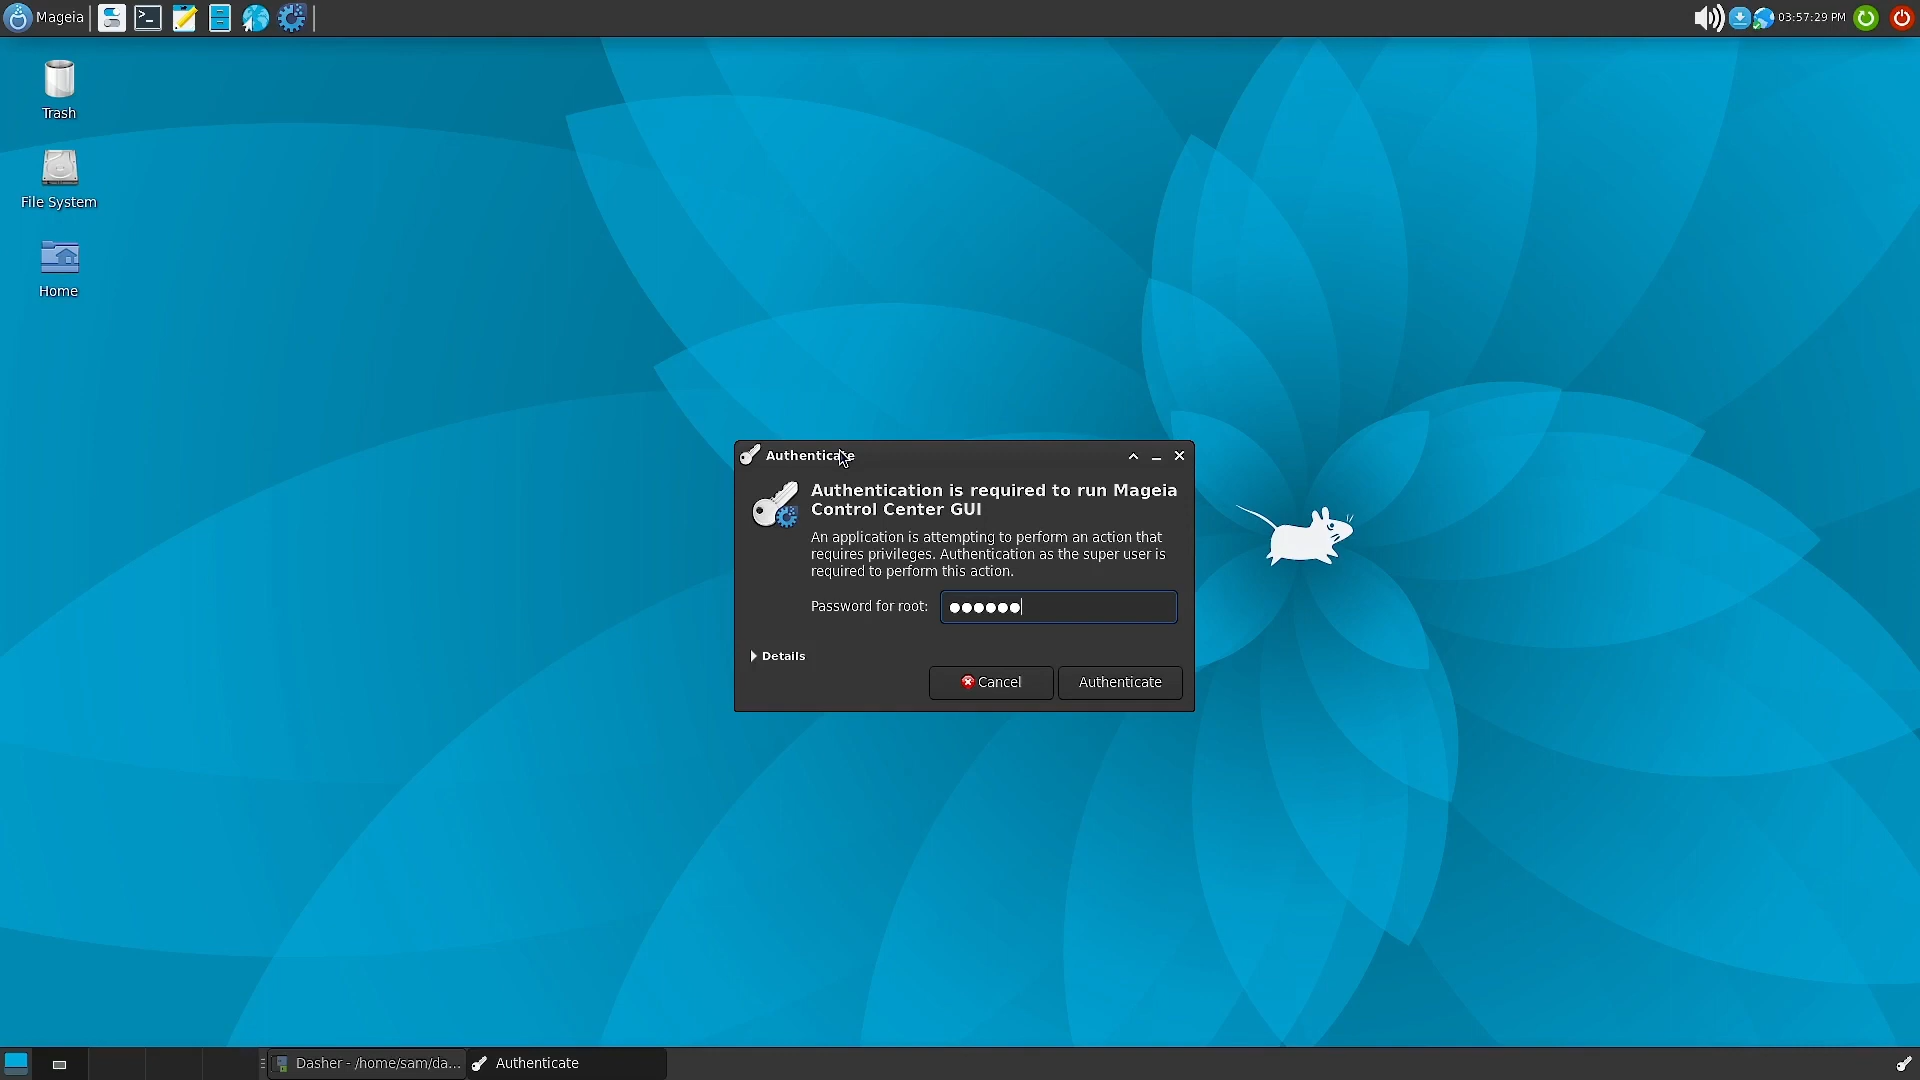 Mageia
03:57:29 PM
Trash
File System
Home
Authenticate
Authentication is required to run Mageia
Control Center GUI
An application is attempting to perform an action that
requires privileges. Authentication as the super user is
required to perform this action.
Password for root: ●●●●●●
Details
Cancel
Authenticate
Dasher - /home/sam/da...
Authenticate